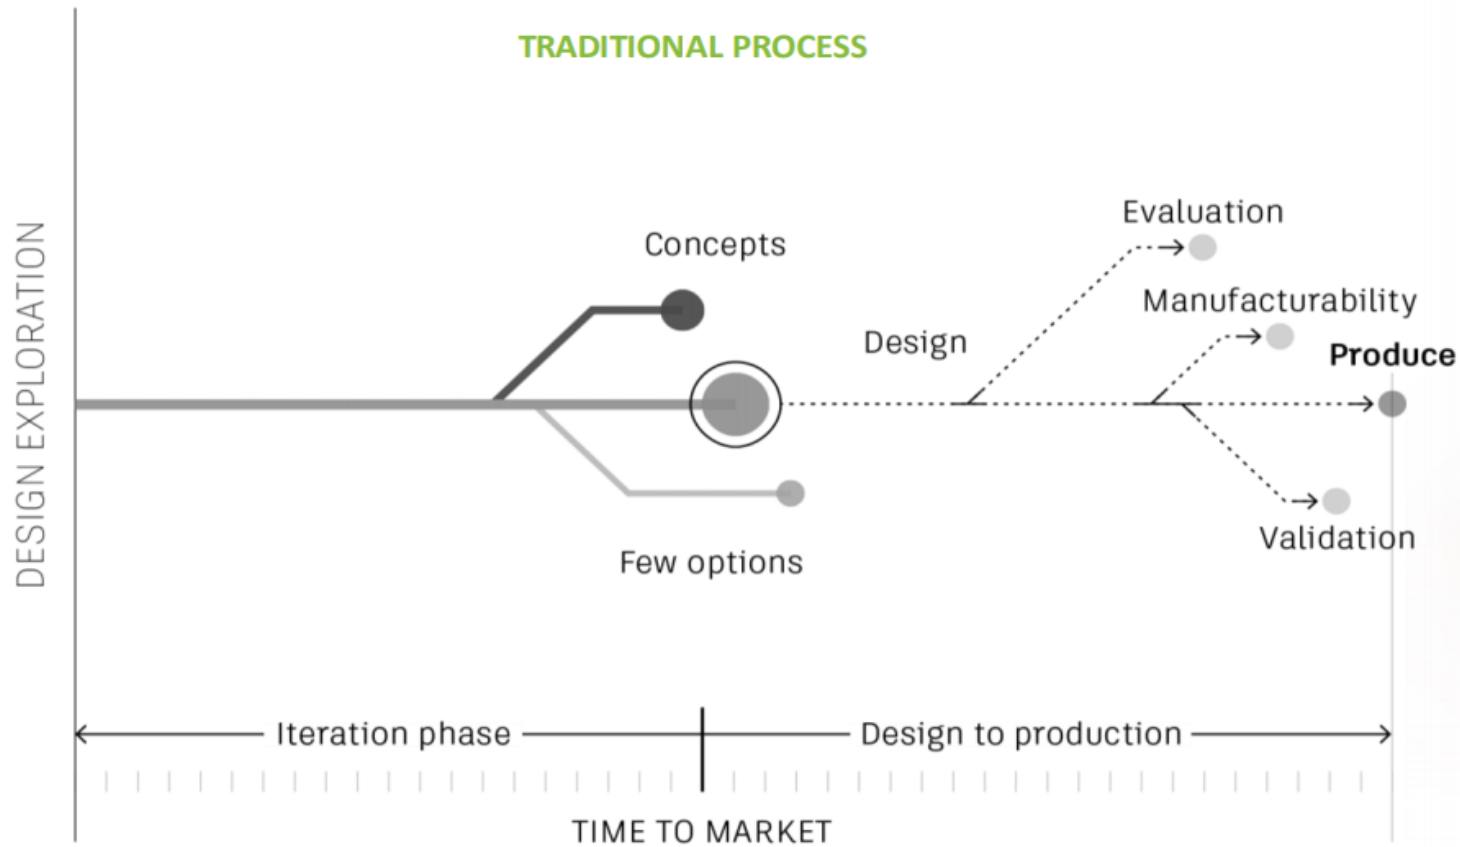 TRADITIONAL PROCESS
DESIGN EXPLORATION
Concepts
Few options
Design
Evaluation
Manufacturability
Produce
Validation
Iteration phase
Design to production
TIME TO MARKET